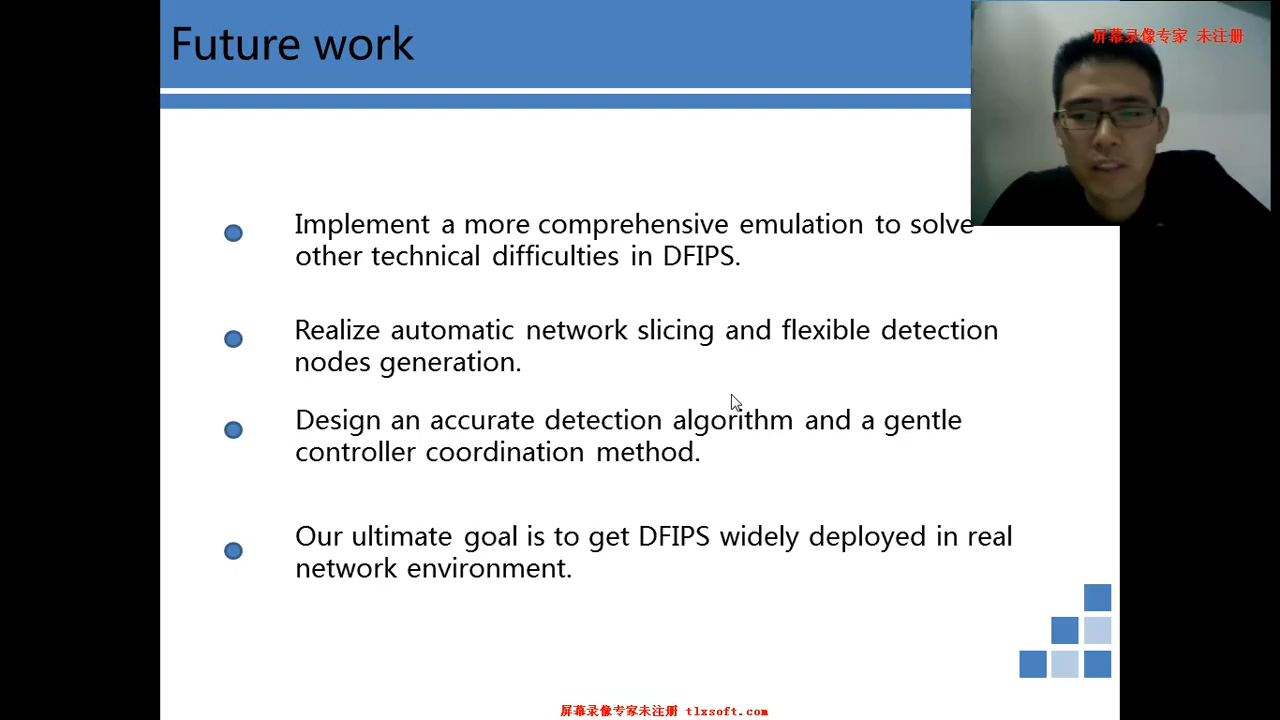 Future work
屏幕录像专家 未注册
Implement a more comprehensive emulation to solve
other technical difficulties in DFIPS.
Realize automatic network slicing and flexible detection
nodes generation.
Design an accurate detection algorithm and a gentle
controller coordination method.
Our ultimate goal is to get DFIPS widely deployed in real
network environment.
屏幕录像专家未注册 tlxsoft.com